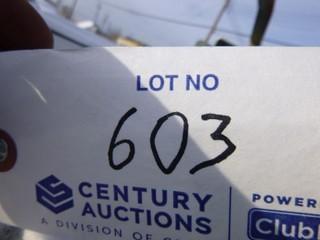 LOT NO
603
CENTURY
AUCTIONS
A DIVISION OF
POWER
Club